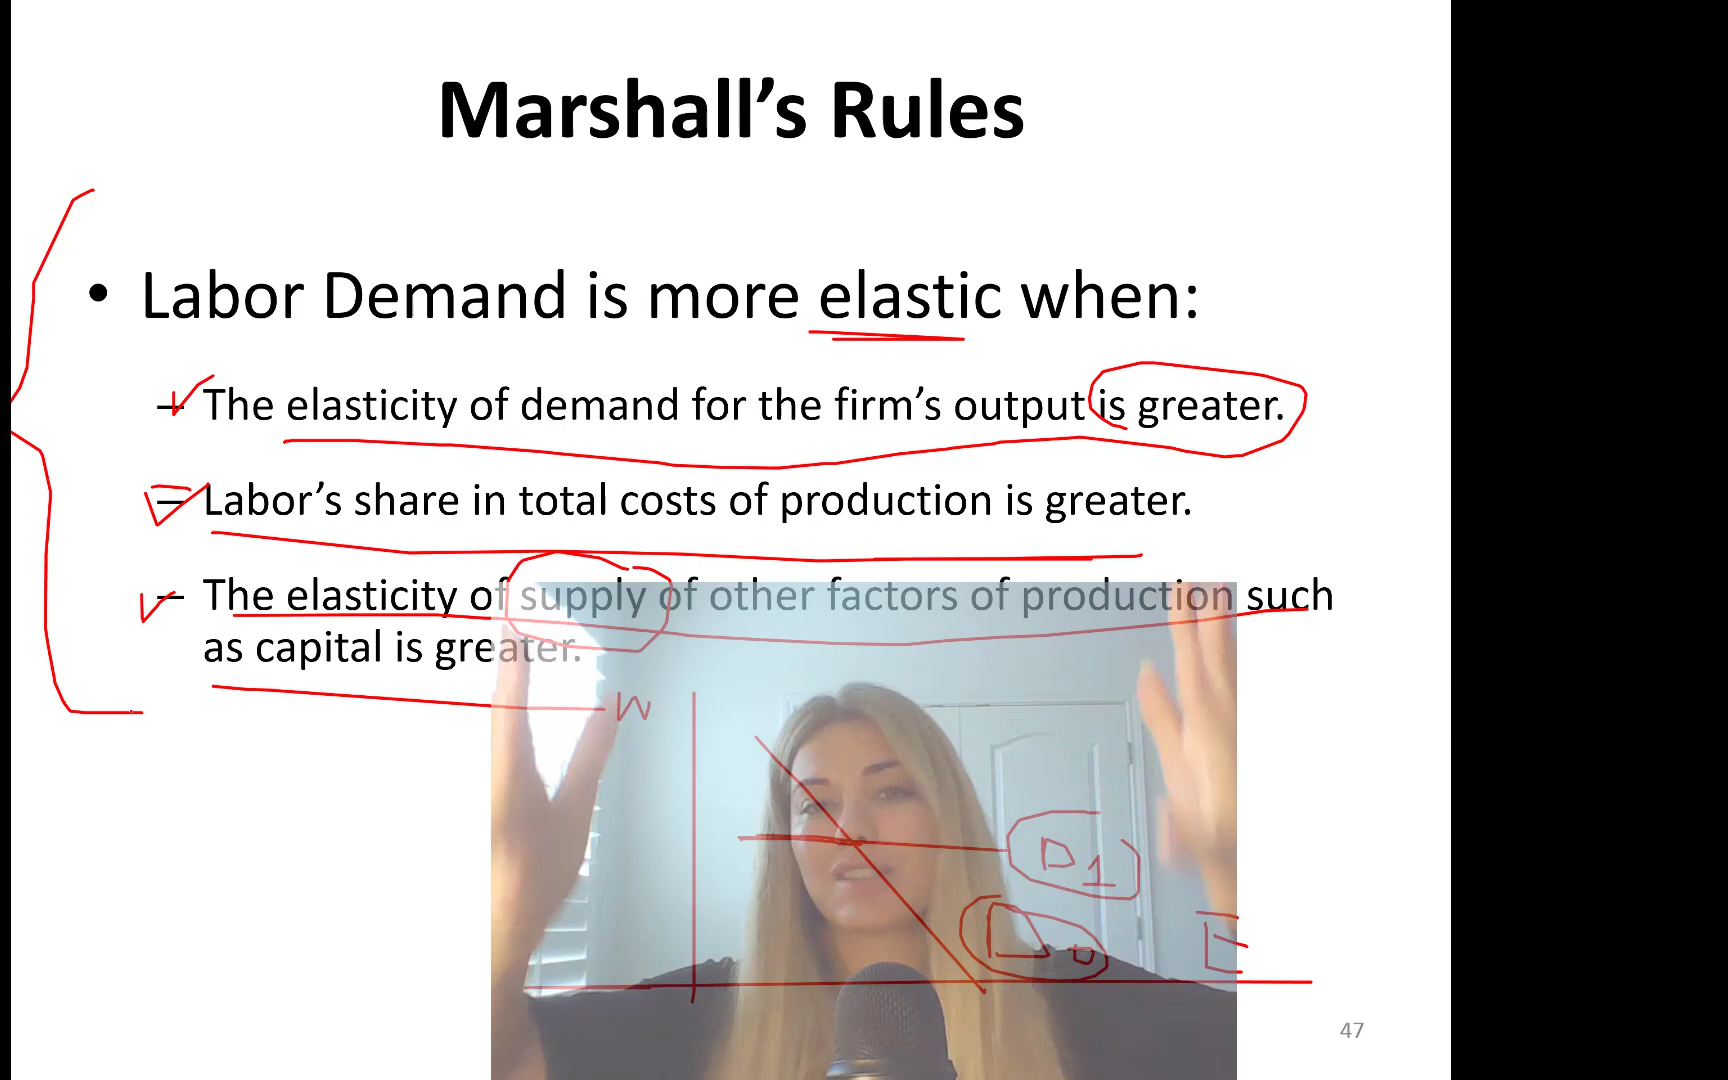 Marshall's Rules
• Labor Demand is more elastic when:
– The elasticity of demand for the firm's output is greater.
– Labor's share in total costs of production is greater.
– The elasticity of supply of other factors of production such
as capital is greater.
W
D1
D0
E
47